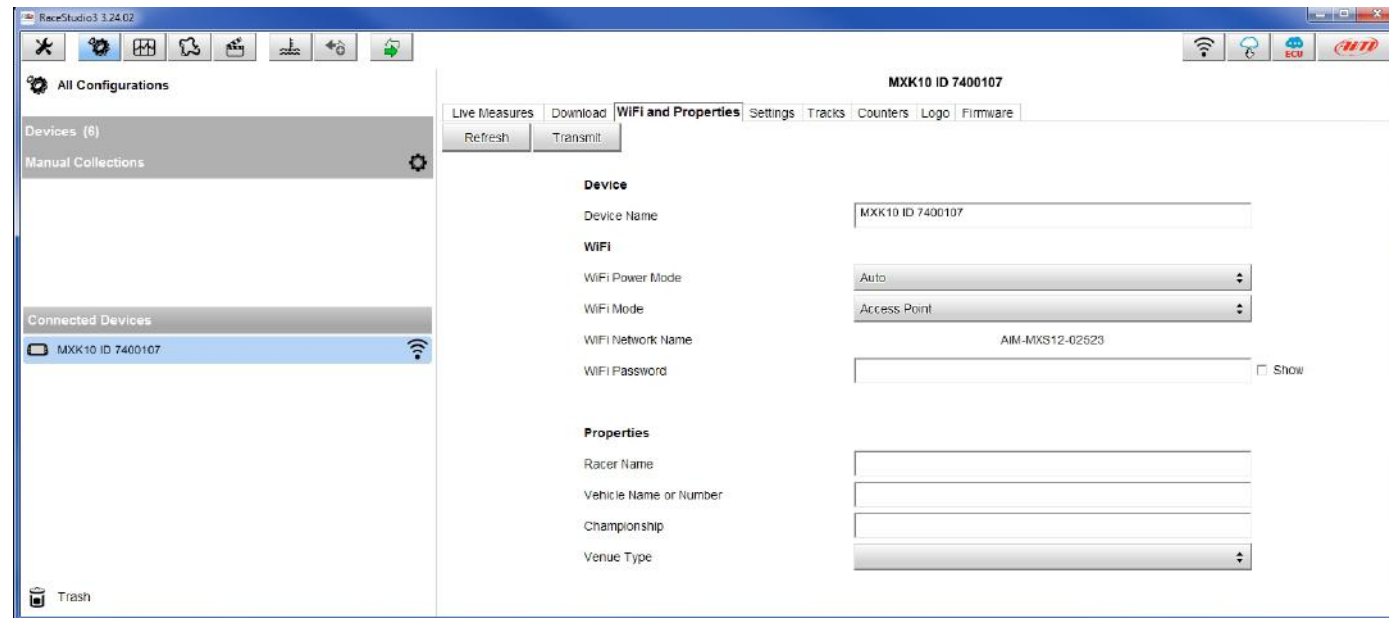 RaceStudio3 3.24.02
ECU
AiM
All Configurations
MXK10 ID 7400107
Devices (6)
Manual Collections
Live Measures Download WiFi and Properties Settings Tracks Counters Logo Firmware
Refresh Transmit
Device
Device Name MXK10 ID 7400107
WiFi
WiFi Power Mode Auto
WiFi Mode Access Point
WiFi Network Name AIM-MXS12-02523
WiFi Password Show
Connected Devices
MXK10 ID 7400107
Properties
Racer Name
Vehicle Name or Number
Championship
Venue Type
Trash